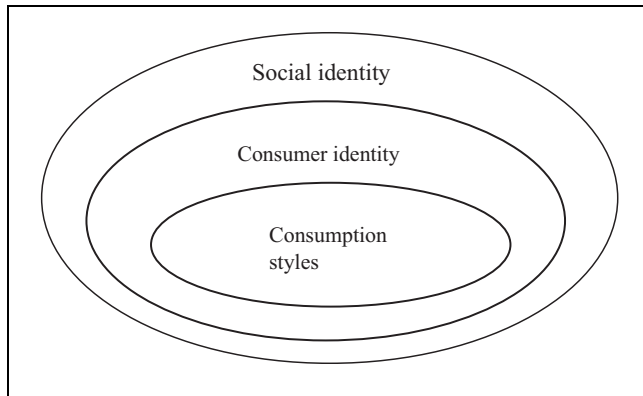 Social identity
Consumer identity
Consumption
styles